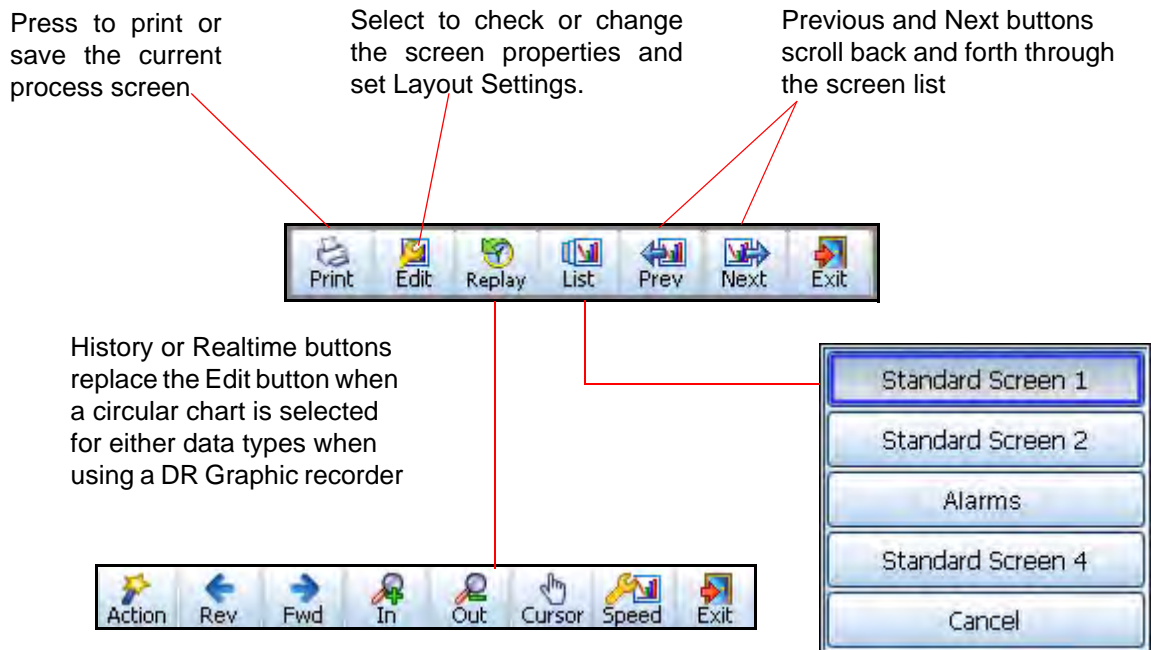 Press to print or
save the current
process screen
Select to check or change
the screen properties and
set Layout Settings.
Previous and Next buttons
scroll back and forth through
the screen list
Print Edit Replay List Prev Next Exit
History or Realtime buttons
replace the Edit button when
a circular chart is selected
for either data types when
using a DR Graphic recorder
Standard Screen 1
Standard Screen 2
Alarms
Standard Screen 4
Cancel
Action Rev Fwd In Out Cursor Speed Exit